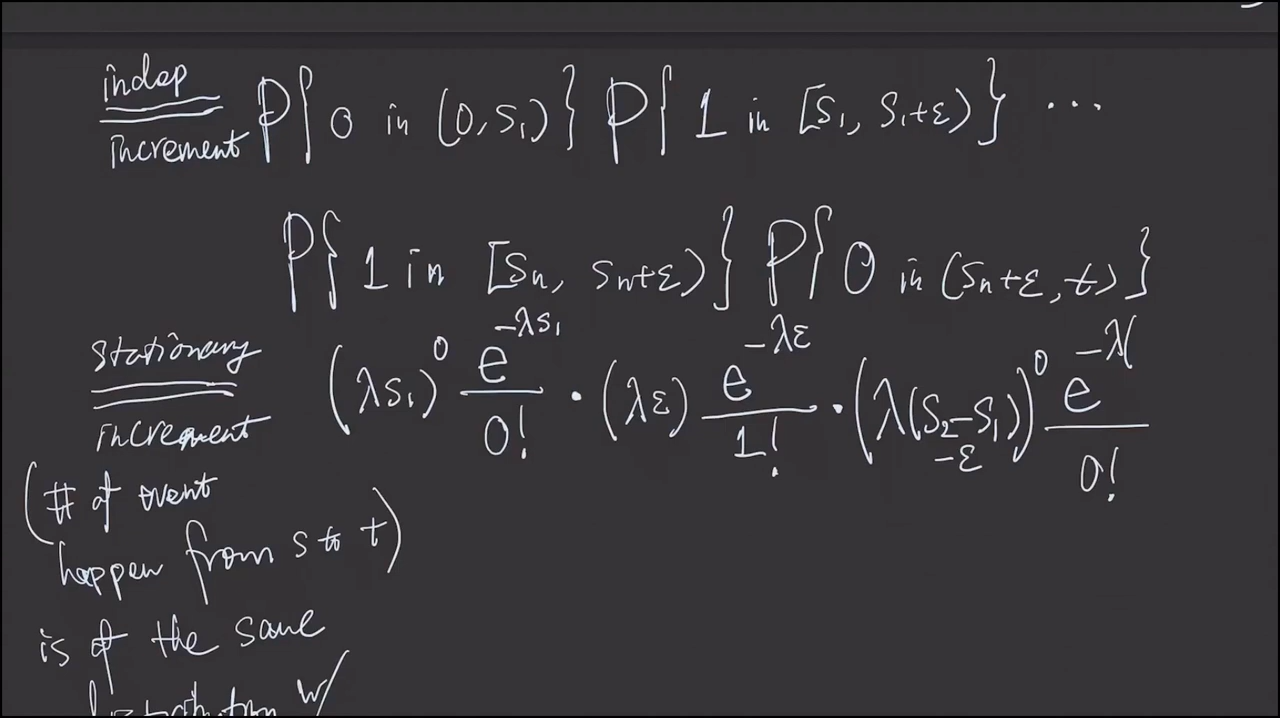 indep increment P{ 0 in (0, S₁) } P{ 1 in [S₁, S₁+ε) } ...
P{ 1 in [Sₙ, Sₙ+ε) } P{ 0 in (Sₙ+ε, t) }
stationary increment (λS₁)⁰ e^{-λS₁}/0! · (λε) e^{-λε}/1! · (λ(S₂-S₁-ε))⁰ e^{-λ(}/0!
(# of event
happen from s to t)
is of the same
distribution w/